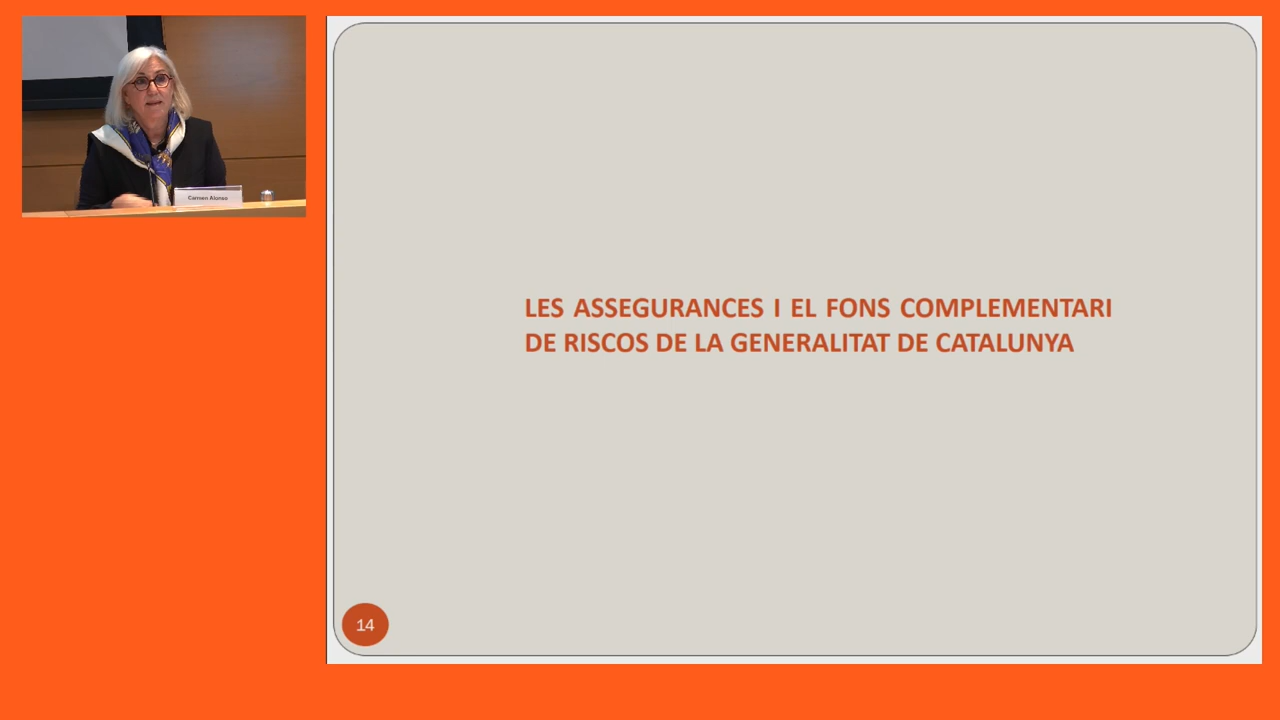 Carmen Alonso
LES ASSEGURANCES I EL FONS COMPLEMENTARI
DE RISCOS DE LA GENERALITAT DE CATALUNYA
14